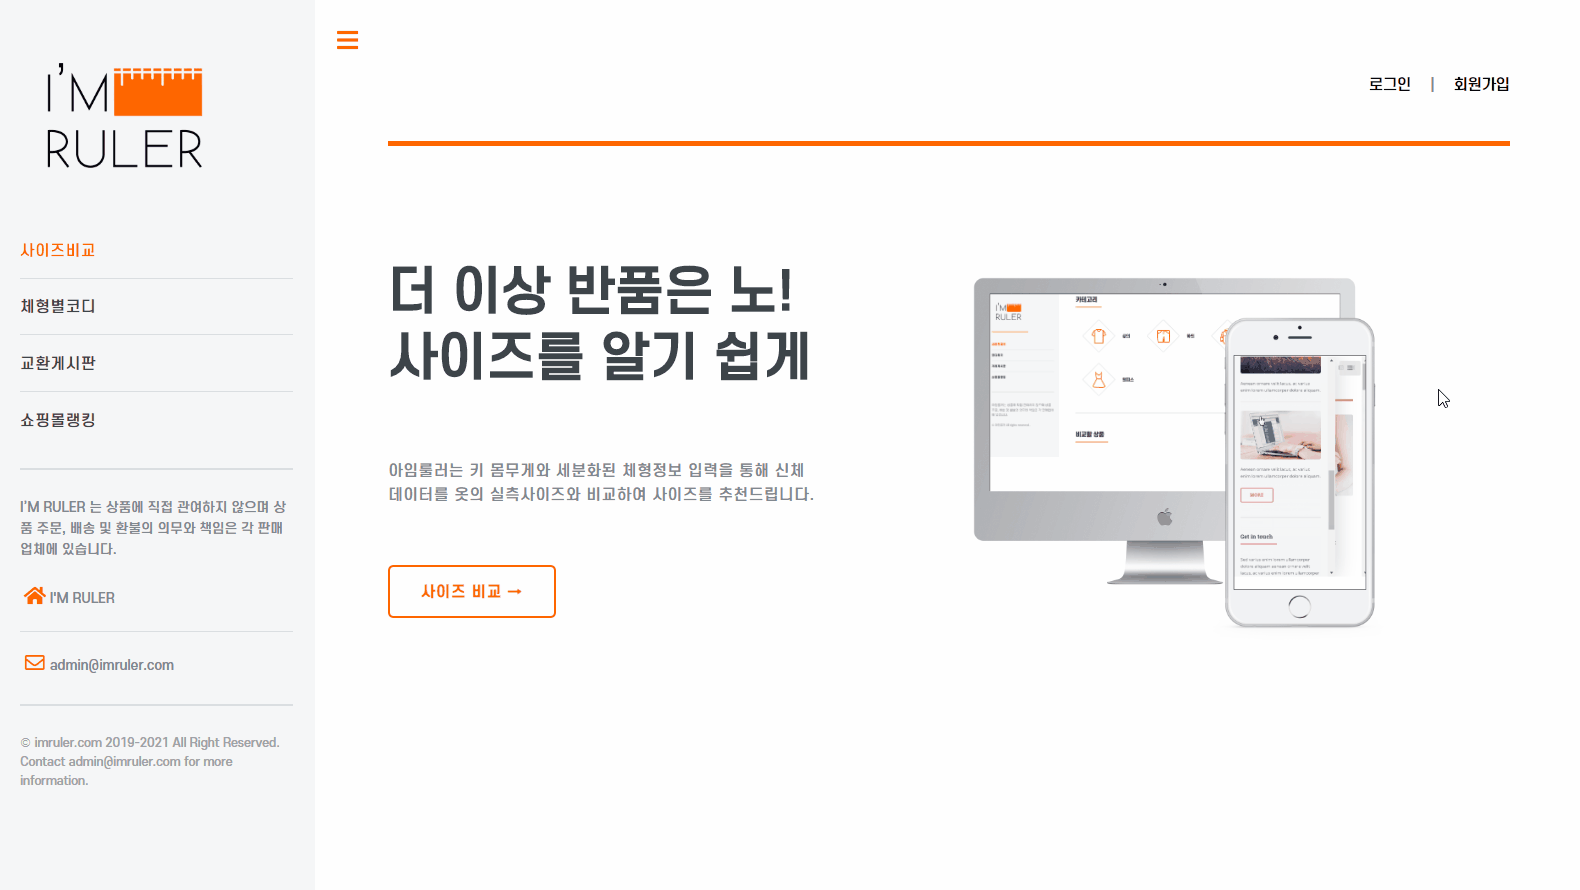 I'M
RULER
사이즈비교
체형별코디
교환게시판
쇼핑몰랭킹
I'M RULER 는 상품에 직접 관여하지 않으며 상
품 주문, 배송 및 환불의 의무와 책임은 각 판매
업체에 있습니다.
I'M RULER
admin@imruler.com
© imruler.com 2019-2021 All Right Reserved.
Contact admin@imruler.com for more
information.
로그인 | 회원가입
더 이상 반품은 노!
사이즈를 알기 쉽게
아임룰러는 키 몸무게와 세분화된 체형정보 입력을 통해 신체
데이터를 옷의 실측사이즈와 비교하여 사이즈를 추천드립니다.
사이즈 비교 →
I'M
RULER
카테고리
비교할 상품
Get in touch